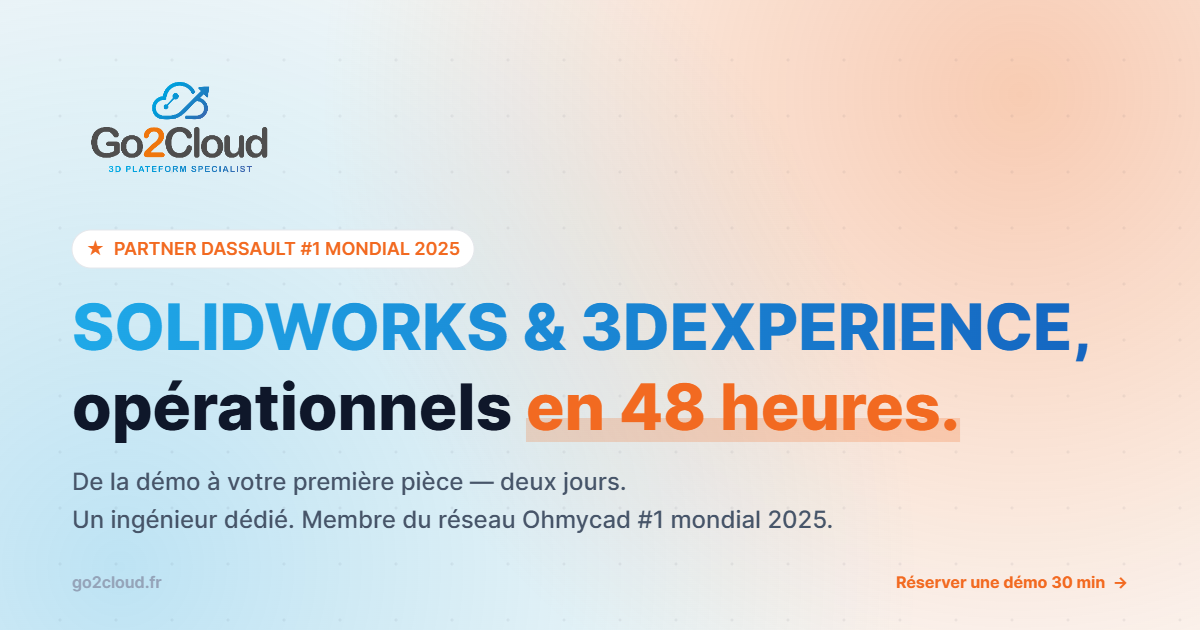 Go2Cloud
3D PLATEFORM SPECIALIST
★ PARTNER DASSAULT #1 MONDIAL 2025
SOLIDWORKS & 3DEXPERIENCE,
opérationnels en 48 heures.
De la démo à votre première pièce — deux jours.
Un ingénieur dédié. Membre du réseau Ohmycad #1 mondial 2025.
go2cloud.fr
Réserver une démo 30 min →